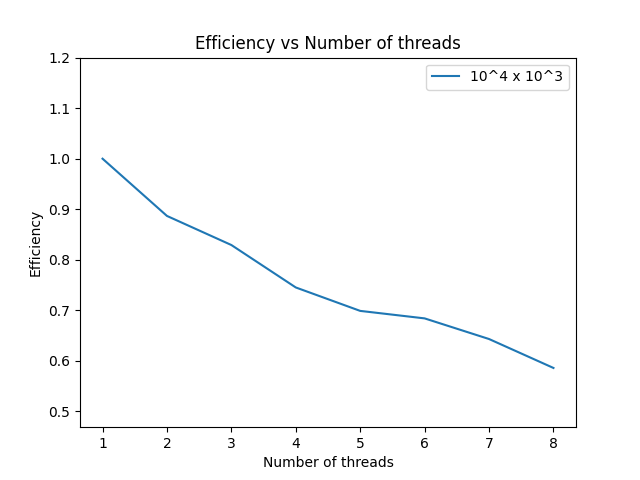 Efficiency vs Number of threads
10^4 x 10^3
1.2
1.1
1.0
0.9
0.8
0.7
0.6
0.5
Efficiency
1 2 3 4 5 6 7 8
Number of threads